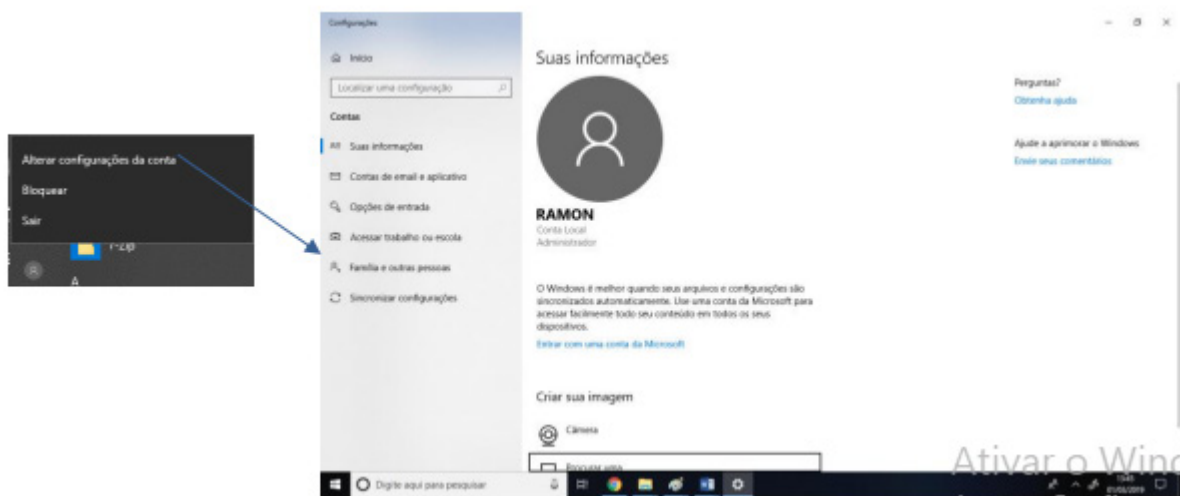 Alterar configurações da conta
Bloquear
Sair
7-Zip
A
Configurações
Início
Localizar uma configuração
Contas
Suas informações
Contas de email e aplicativo
Opções de entrada
Acessar trabalho ou escola
Família e outras pessoas
Sincronizar configurações
Suas informações
RAMON
Conta Local
Administrador
O Windows é melhor quando seus arquivos e configurações são
sincronizados automaticamente. Use uma conta da Microsoft para
acessar facilmente todo seu conteúdo em todos os seus
dispositivos.
Entrar com uma conta da Microsoft
Criar sua imagem
Câmera
Procurar uma
Perguntas?
Obtenha ajuda
Ajude a aprimorar o Windows
Envie seus comentários
Ativar o Wind
Digite aqui para pesquisar